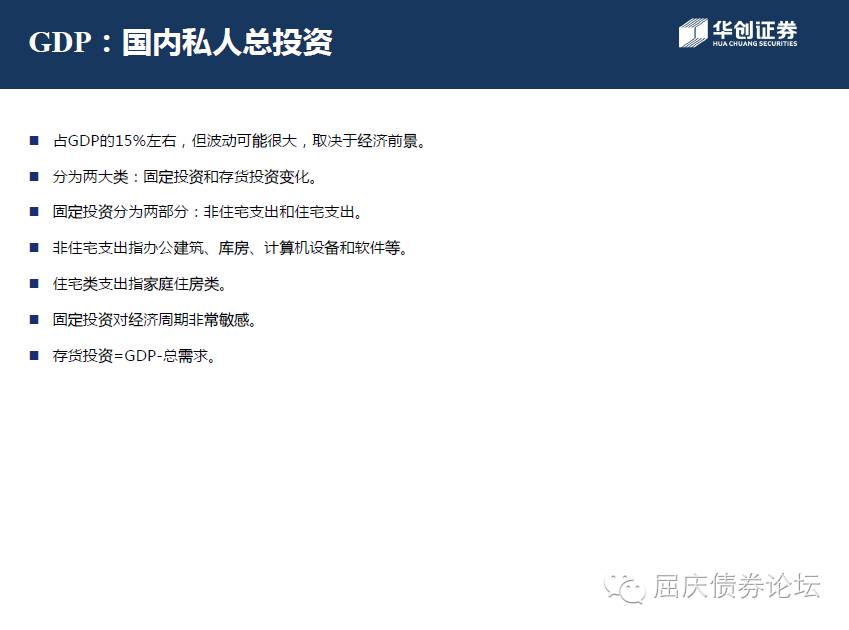 GDP：国内私人总投资
华创证券
HUA CHUANG SECURITIES
占GDP的15%左右，但波动可能很大，取决于经济前景。
分为两大类：固定投资和存货投资变化。
固定投资分为两部分：非住宅支出和住宅支出。
非住宅支出指办公建筑、库房、计算机设备和软件等。
住宅类支出指家庭住房类。
固定投资对经济周期非常敏感。
存货投资=GDP-总需求。
屈庆债券论坛